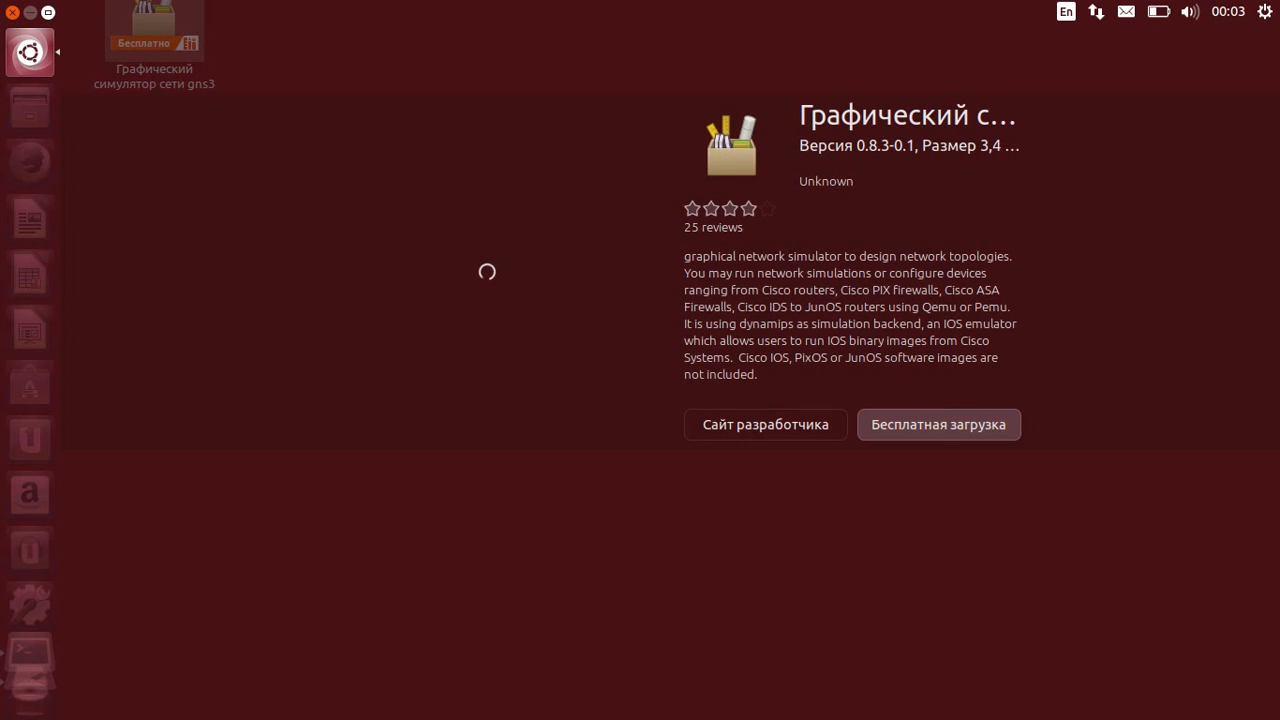 En
00:03
Бесплатно
Графический
симулятор сети gns3
Графический с...
Версия 0.8.3-0.1, Размер 3,4 ...
Unknown
25 reviews
graphical network simulator to design network topologies.
You may run network simulations or configure devices
ranging from Cisco routers, Cisco PIX firewalls, Cisco ASA
Firewalls, Cisco IDS to JunOS routers using Qemu or Pemu.
It is using dynamips as simulation backend, an IOS emulator
which allows users to run IOS binary images from Cisco
Systems.  Cisco IOS, PixOS or JunOS software images are
not included.
Сайт разработчика
Бесплатная загрузка